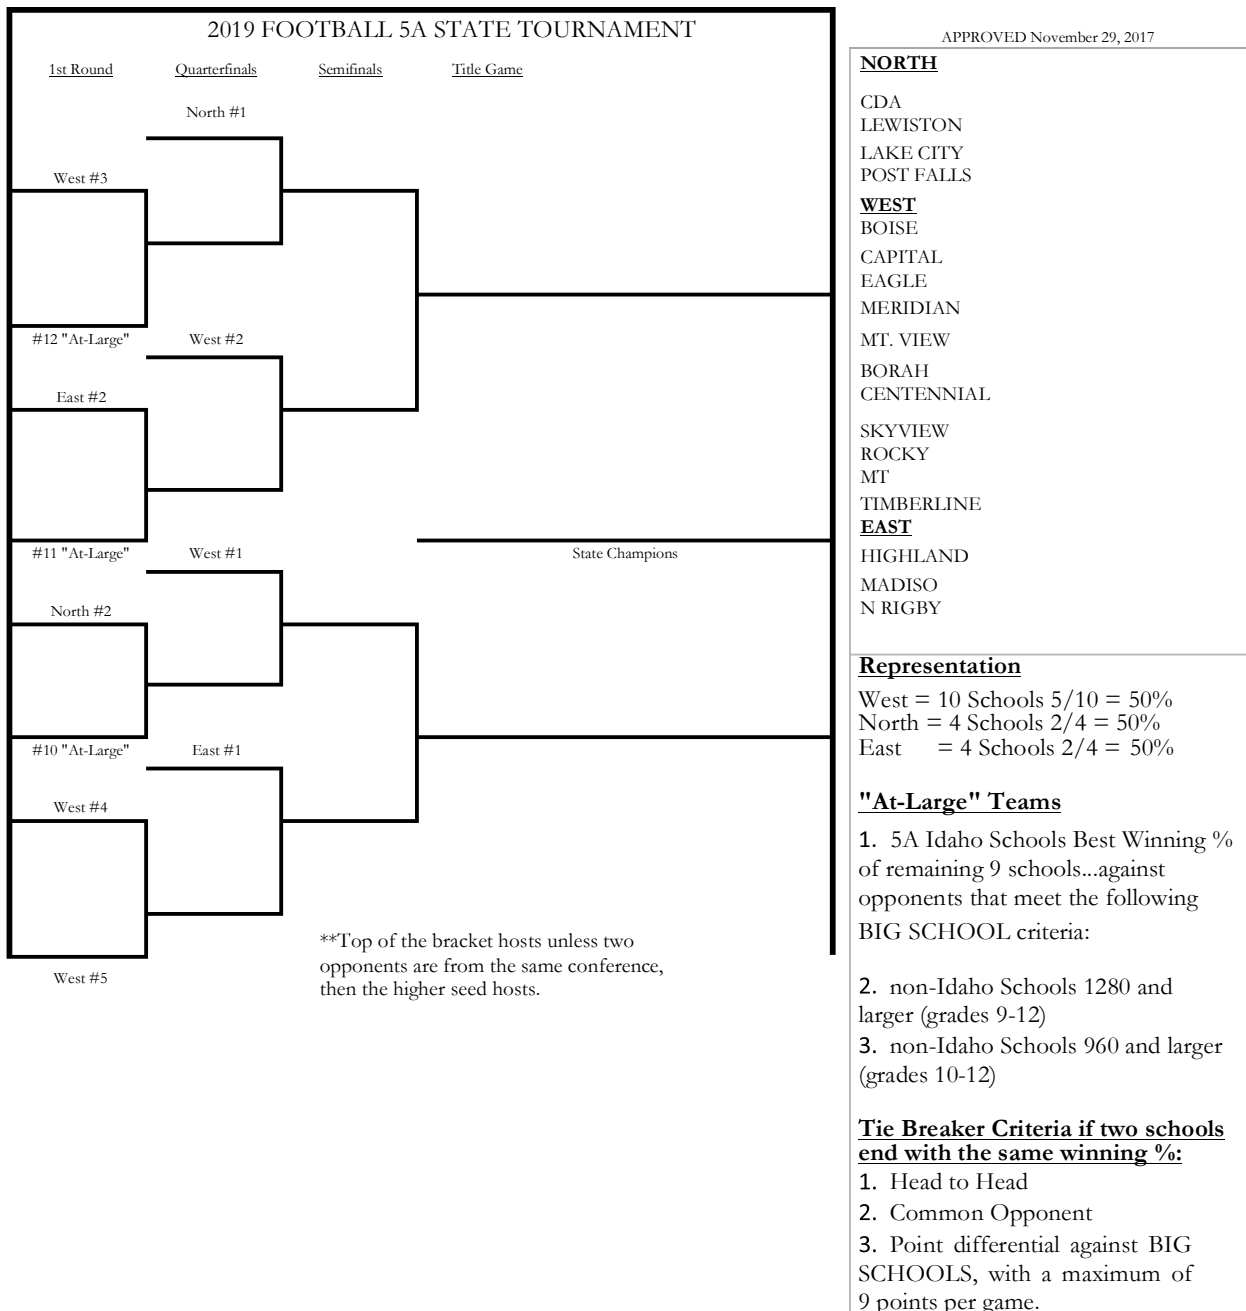 2019 FOOTBALL 5A STATE TOURNAMENT
1st Round
Quarterfinals
Semifinals
Title Game
North #1
West #3
#12 "At-Large"
West #2
East #2
#11 "At-Large"
West #1
State Champions
North #2
#10 "At-Large"
East #1
West #4
West #5
**Top of the bracket hosts unless two
opponents are from the same conference,
then the higher seed hosts.
APPROVED November 29, 2017
NORTH
CDA
LEWISTON
LAKE CITY
POST FALLS
WEST
BOISE
CAPITAL
EAGLE
MERIDIAN
MT. VIEW
BORAH
CENTENNIAL
SKYVIEW
ROCKY
MT
TIMBERLINE
EAST
HIGHLAND
MADISO
N RIGBY
Representation
West = 10 Schools 5/10 = 50%
North = 4 Schools 2/4 = 50%
East = 4 Schools 2/4 = 50%
"At-Large" Teams
1. 5A Idaho Schools Best Winning %
of remaining 9 schools...against
opponents that meet the following
BIG SCHOOL criteria:
2. non-Idaho Schools 1280 and
larger (grades 9-12)
3. non-Idaho Schools 960 and larger
(grades 10-12)
Tie Breaker Criteria if two schools
end with the same winning %:
1. Head to Head
2. Common Opponent
3. Point differential against BIG
SCHOOLS, with a maximum of
9 points per game.